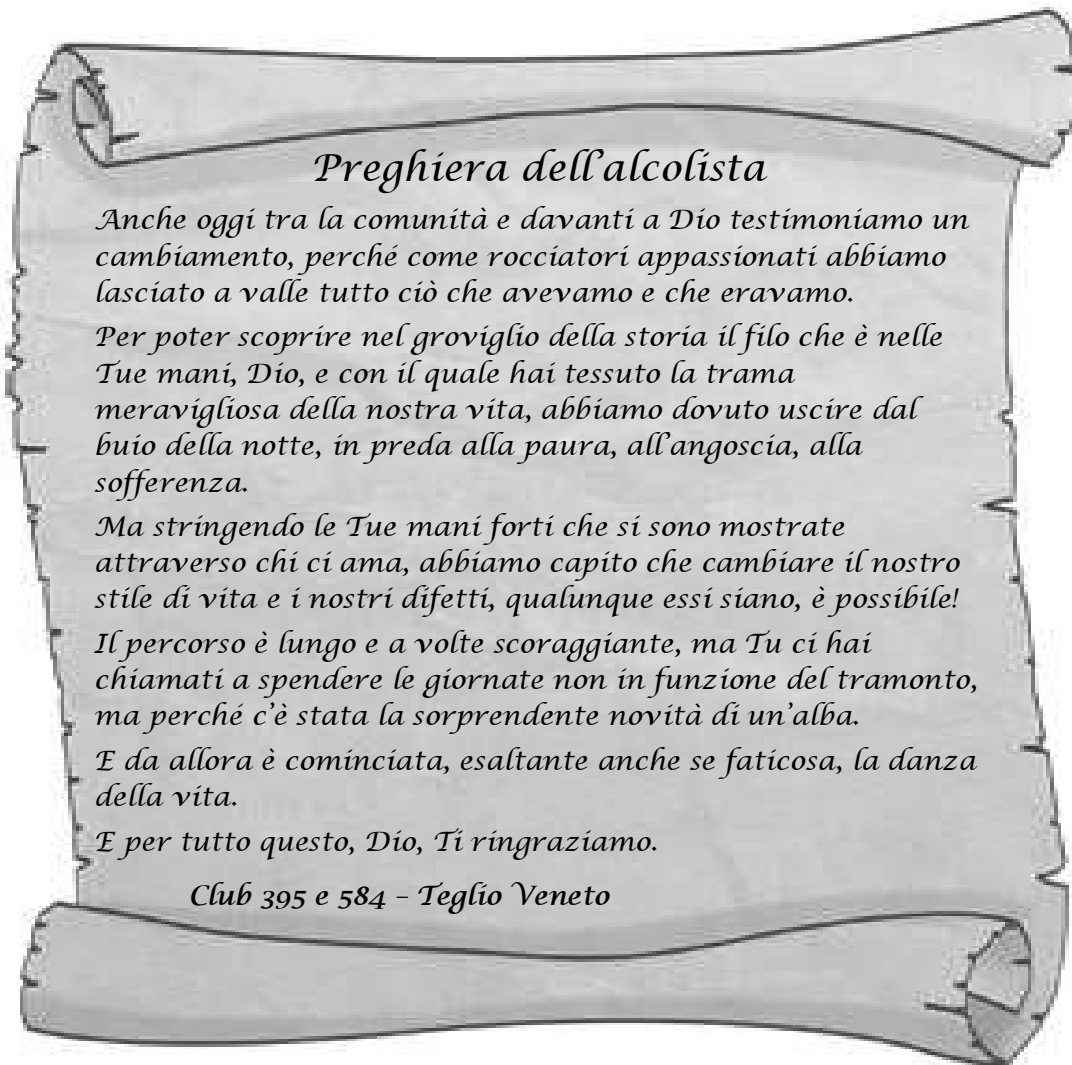 Preghiera dell'alcolista
Anche oggi tra la comunità e davanti a Dio testimoniamo un
cambiamento, perché come rocciatori appassionati abbiamo
lasciato a valle tutto ciò che avevamo e che eravamo.
Per poter scoprire nel groviglio della storia il filo che è nelle
Tue mani, Dio, e con il quale hai tessuto la trama
meravigliosa della nostra vita, abbiamo dovuto uscire dal
buio della notte, in preda alla paura, all'angoscia, alla
sofferenza.
Ma stringendo le Tue mani forti che si sono mostrate
attraverso chi ci ama, abbiamo capito che cambiare il nostro
stile di vita e i nostri difetti, qualunque essi siano, è possibile!
Il percorso è lungo e a volte scoraggiante, ma Tu ci hai
chiamati a spendere le giornate non in funzione del tramonto,
ma perché c'è stata la sorprendente novità di un'alba.
E da allora è cominciata, esaltante anche se faticosa, la danza
della vita.
E per tutto questo, Dio, Ti ringraziamo.
Club 395 e 584 – Teglio Veneto